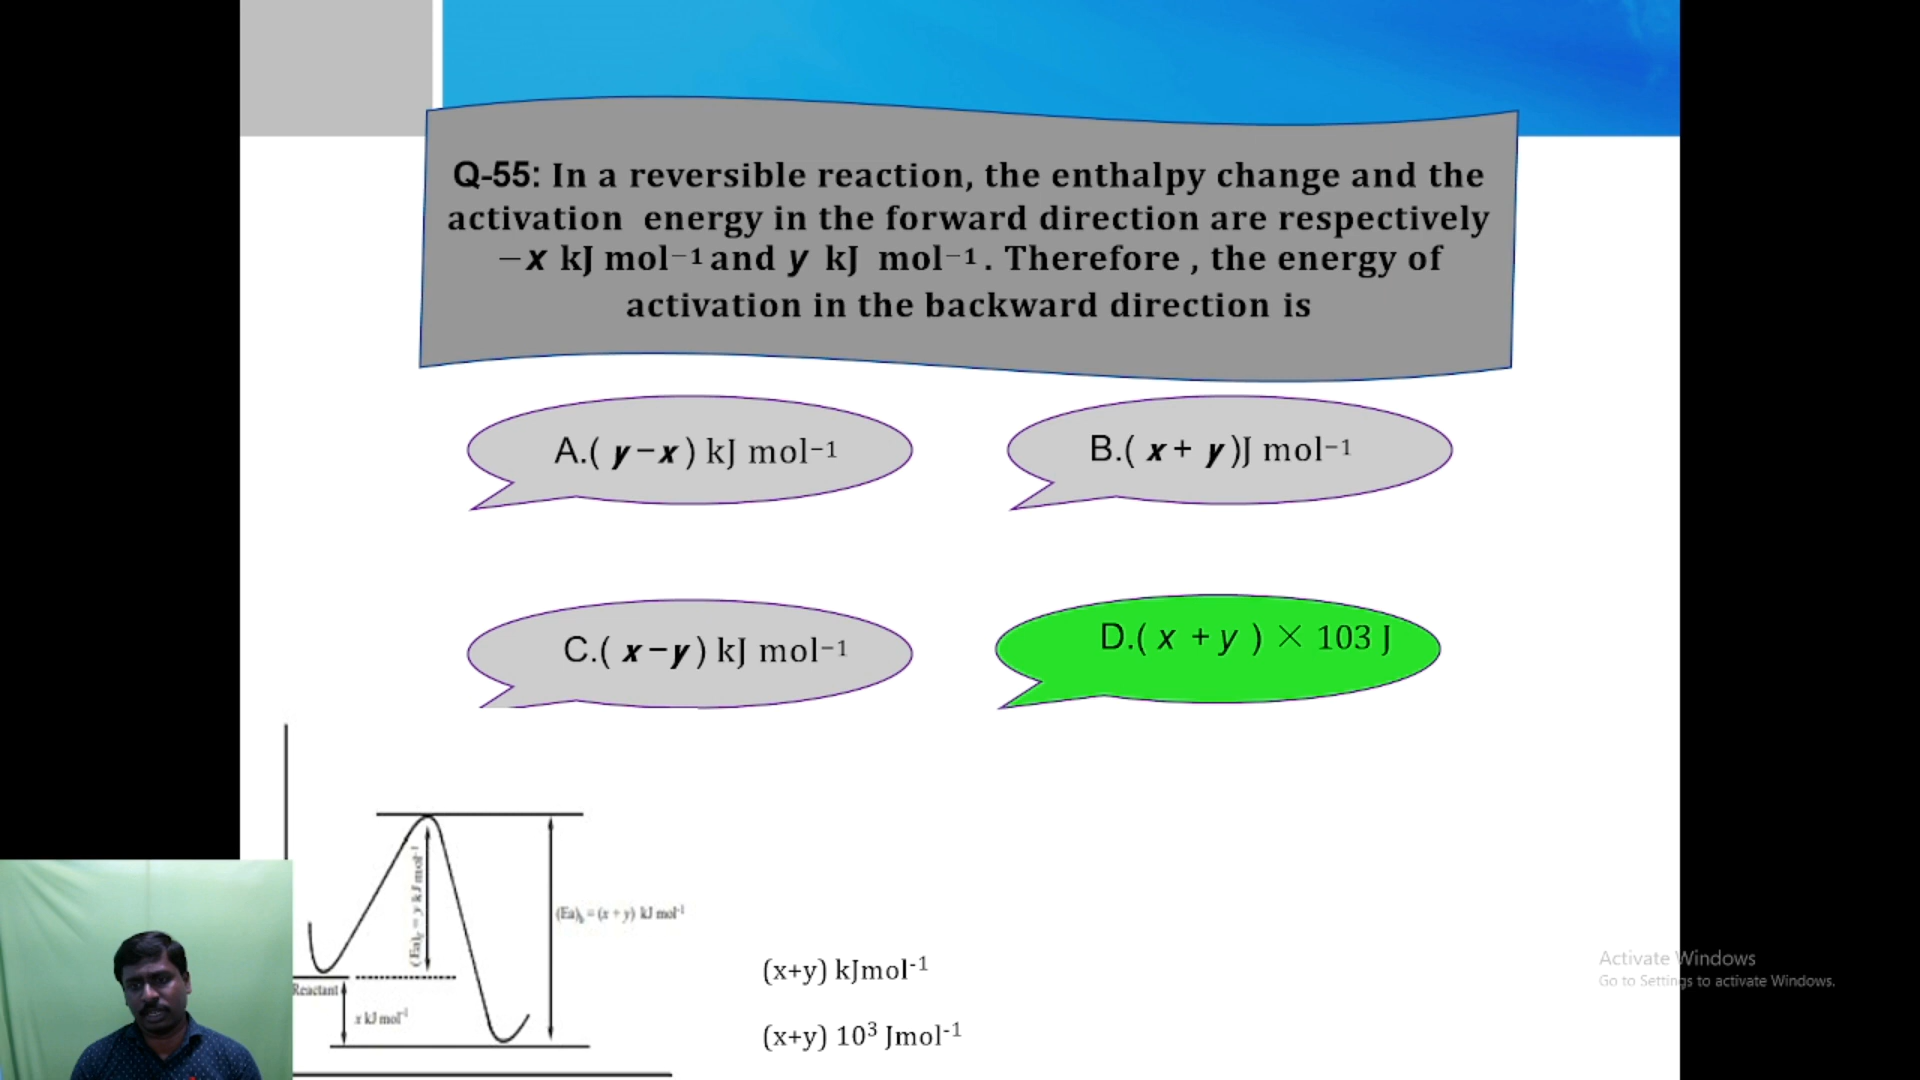 Q-55: In a reversible reaction, the enthalpy change and the
activation energy in the forward direction are respectively
−x kJ mol⁻¹ and y kJ mol⁻¹. Therefore , the energy of
activation in the backward direction is
A.( y−x ) kJ mol⁻¹
B.( x+ y )J mol⁻¹
C.( x−y ) kJ mol⁻¹
D.( x +y ) × 103 J
(Ea)f = y kJ mol⁻¹
(Ea)b = (x + y) kJ mol⁻¹
Reactant
x kJ mol⁻¹
(x+y) kJmol⁻¹
(x+y) 10³ Jmol⁻¹
Activate Windows
Go to Settings to activate Windows.